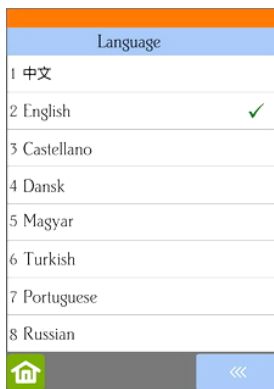 Language
1 中文
2 English
3 Castellano
4 Dansk
5 Magyar
6 Turkish
7 Portuguese
8 Russian